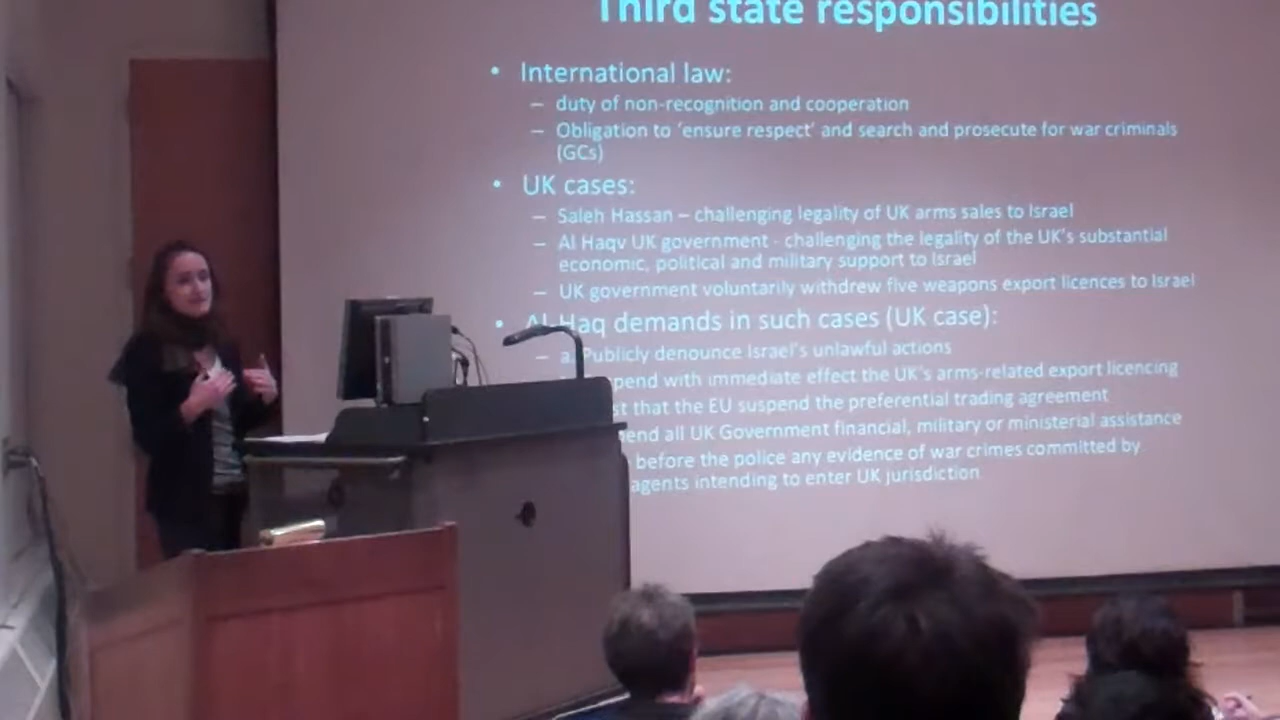 Third state responsibilities
• International law:
– duty of non-recognition and cooperation
– Obligation to 'ensure respect' and search and prosecute for war criminals
(GCs)
• UK cases:
– Saleh Hassan – challenging legality of UK arms sales to Israel
– Al Haqv UK government - challenging the legality of the UK's substantial
economic, political and military support to Israel
– UK government voluntarily withdrew five weapons export licences to Israel
• Al-Haq demands in such cases (UK case):
– a. Publicly denounce Israel's unlawful actions
with immediate effect the UK's arms-related export licencing
that the EU suspend the preferential trading agreement
all UK Government financial, military or ministerial assistance
before the police any evidence of war crimes committed by
agents intending to enter UK jurisdiction